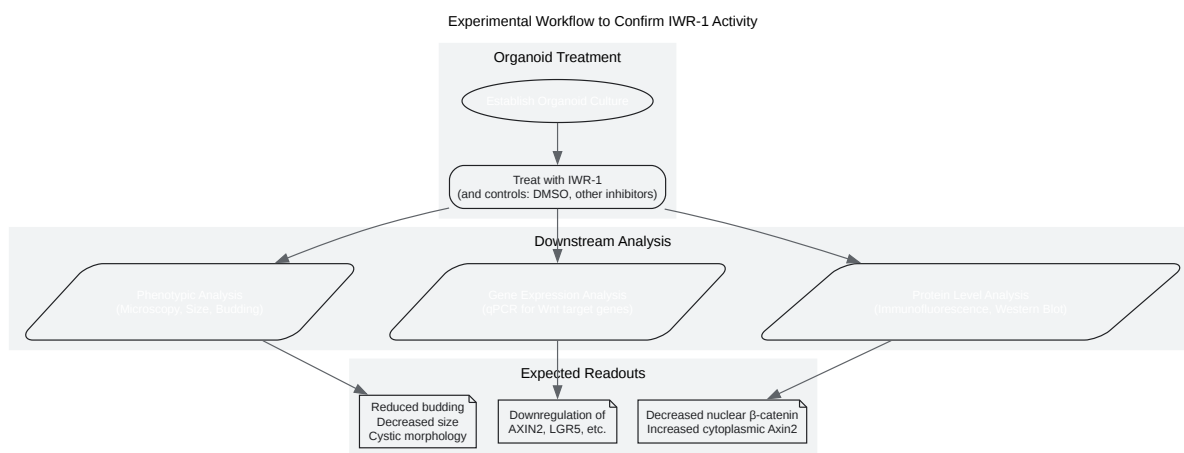 Experimental Workflow to Confirm IWR-1 Activity
Organoid Treatment
Establish Organoid Culture
Treat with IWR-1
(and controls: DMSO, other inhibitors)
Downstream Analysis
Phenotypic Analysis
(Microscopy, Size, Budding)
Gene Expression Analysis
(qPCR for Wnt target genes)
Protein Level Analysis
(Immunofluorescence, Western Blot)
Expected Readouts
Reduced budding
Decreased size
Cystic morphology
Downregulation of
AXIN2, LGR5, etc.
Decreased nuclear β-catenin
Increased cytoplasmic Axin2